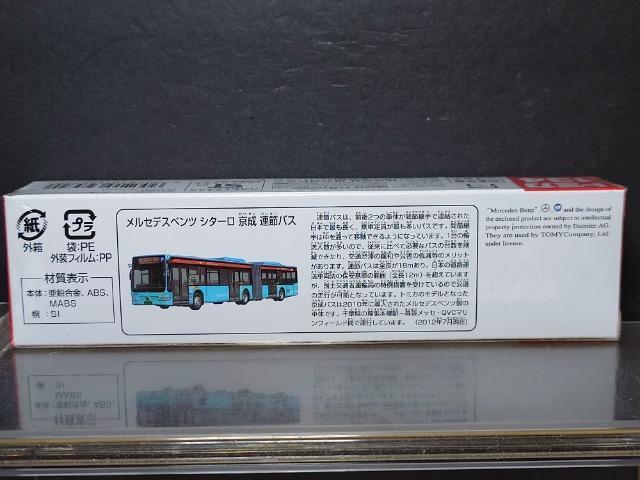 紙
外箱
プラ
袋:PE
外装フィルム:PP
材質表示
本体:亜鉛合金、ABS、
MABS
幌:SI
メルセデスベンツ シターロ 京成 連節バス
連節バスは、前後2つの車体が関節継手で連結された
日本で最も長く、乗車定員が最も多いバスです。関節継
手は中を通って移動できるようになっています。1台の輸
送人数が多いので、従来に比べて必要なバスの台数を削
減できたり、交通渋滞の緩和や公害の低減等のメリット
があります。連節バスは全長が18mあり、日本の道路運
送車両法の保安基準の範囲(全長12m)を超えています
が、国土交通省運輸局の特例措置を受けているので公道
の走行が可能となっています。トミカのモデルとなった
京成バスは2010年に導入されたメルセデスベンツ製の
車体です。千葉県の幕張本郷駅―幕張メッセ・QVCマリ
ンフィールド間で運行しています。 (2012年7月現在)
"Mercedes-Benz", and the design of
the enclosed product are subject to intellectual
property protection owned by Daimler AG.
They are used by TOMYCompany, Ltd.
under license.